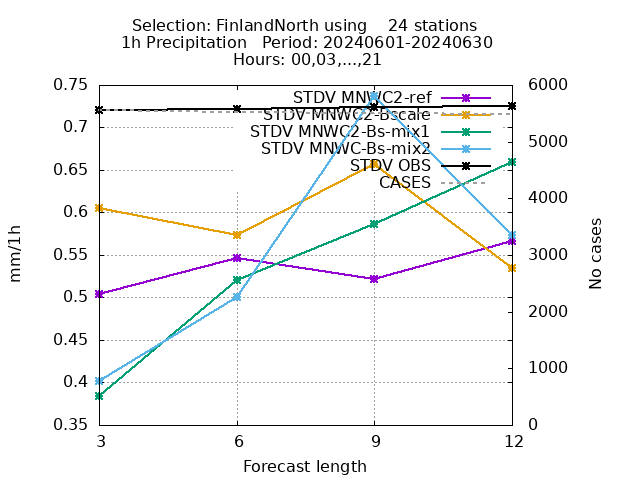 Selection: FinlandNorth using    24 stations
1h Precipitation   Period: 20240601-20240630
Hours: 00,03,...,21
0.75
0.7
0.65
0.6
0.55
0.5
0.45
0.4
0.35
6000
5000
4000
3000
2000
1000
0
STDV MNWC2-ref
STDV MNWC2-Bscale
STDV MNWC2-Bs-mix1
STDV MNWC-Bs-mix2
STDV OBS
CASES
mm/1h
No cases
3
6
9
12
Forecast length